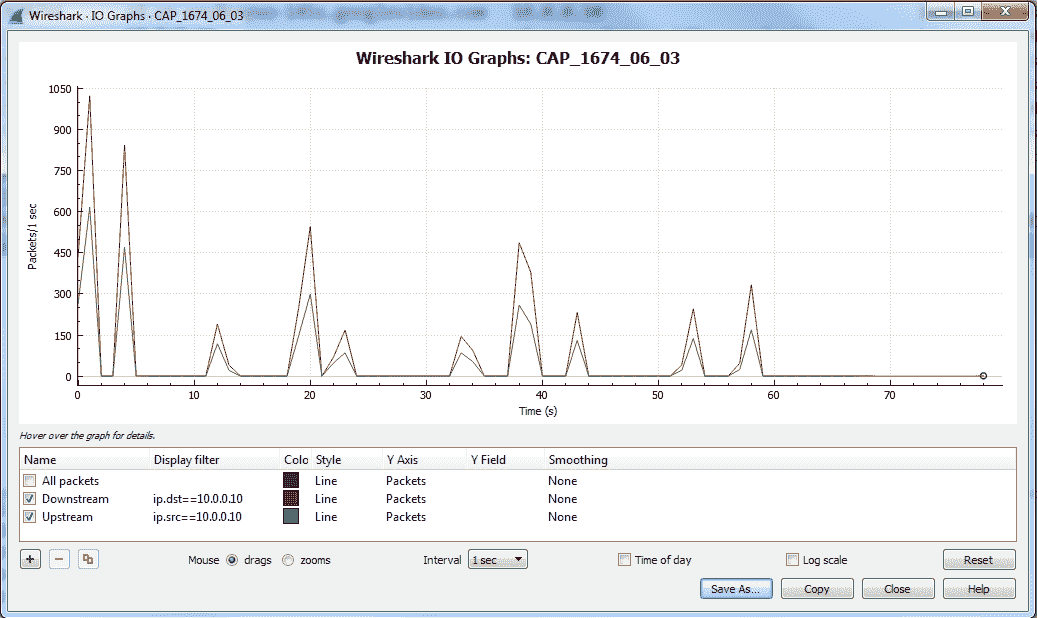 Wireshark · IO Graphs · CAP_1674_06_03
Wireshark IO Graphs: CAP_1674_06_03
1050
900
750
600
450
300
150
0
Packets/1 sec
0 10 20 30 40 50 60 70
Time (s)
Hover over the graph for details.
Name Display filter Colo Style Y Axis Y Field Smoothing
All packets Line Packets None
Downstream ip.dst==10.0.0.10 Line Packets None
Upstream ip.src==10.0.0.10 Line Packets None
Mouse drags zooms Interval 1 sec Time of day Log scale Reset
Save As... Copy Close Help